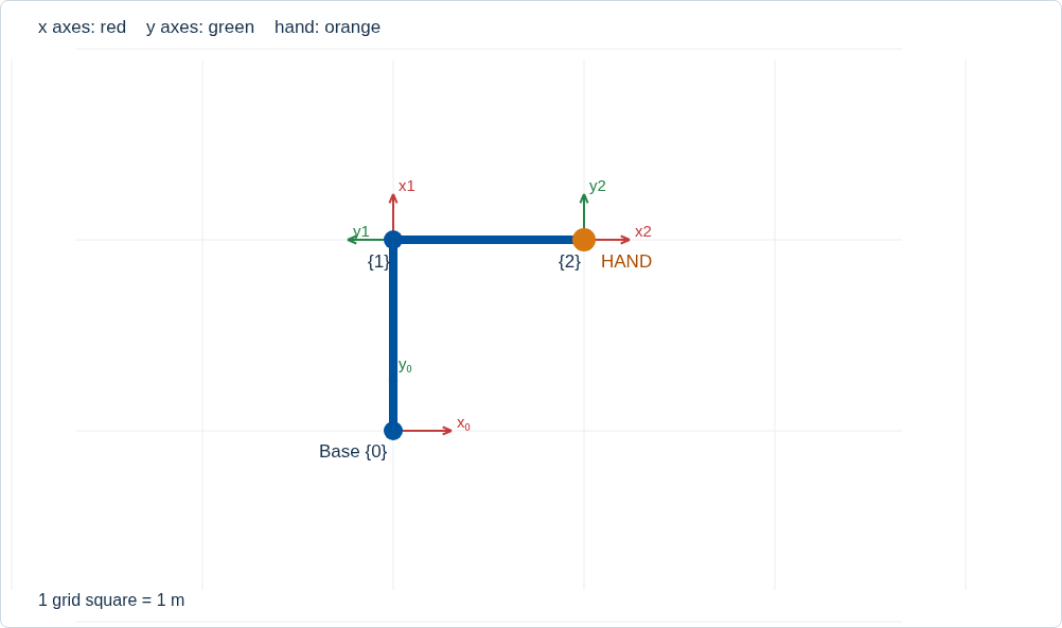 x axes: red y axes: green hand: orange
x1
y2
y1
x2
{1}
{2}
HAND
y₀
x₀
Base {0}
1 grid square = 1 m